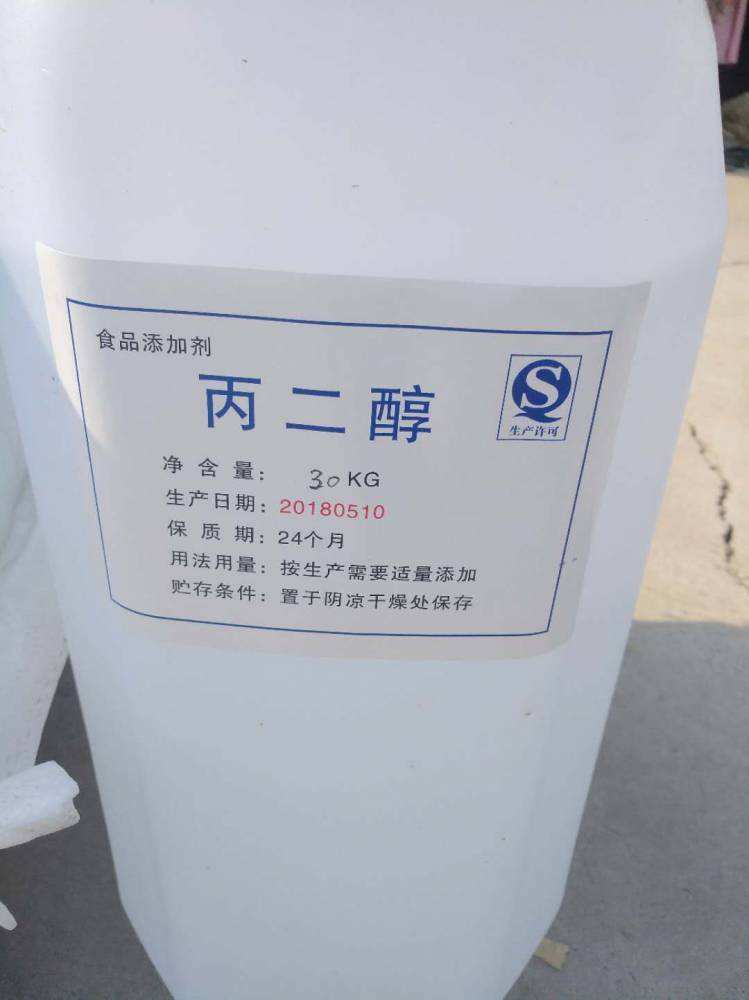 食品添加剂
丙二醇
生产许可
净含量：30KG
生产日期：20180510
保质期：24个月
用法用量：按生产需要适量添加
贮存条件：置于阴凉干燥处保存